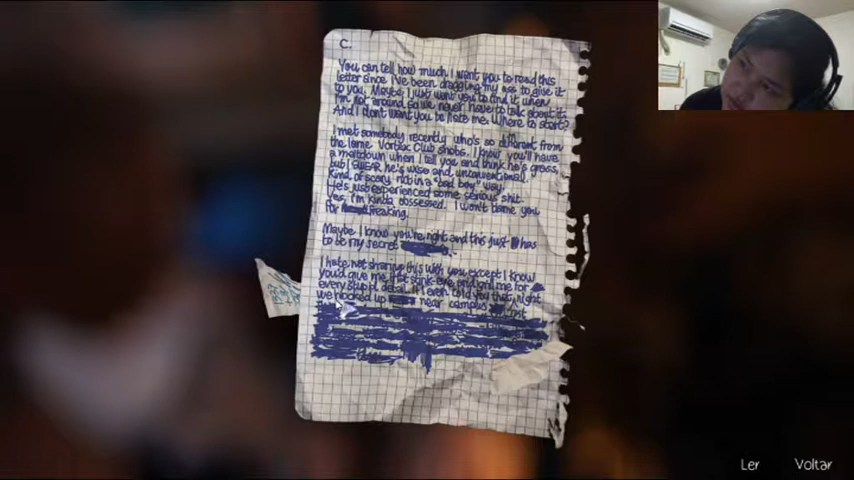 C.
You can tell how much I want you to read this
letter since I've been dragging my ass to give it
to you. Maybe I just want you to find it when
I'm not around so we never have to talk about it.
And I don't want you to hate me. Where to start?
I met somebody recently who's so different from
the lame Vortex Club snobs. I know you'll have
a meltdown when I tell you and think he's gross,
but I SWEAR he's wise and unconventional.
Kind of scary, not in a "bad boy" way.
He's just experienced some serious shit.
Yes, I'm kinda obsessed. I won't blame you
for freaking.
Maybe I know you're right and this just has
to be my secret
I hate not sharing this with you except I know
you'd give me that stink-eye and grill me for
every stupid detail. If I even told you that night
we hooked up near campus
Ler Voltar